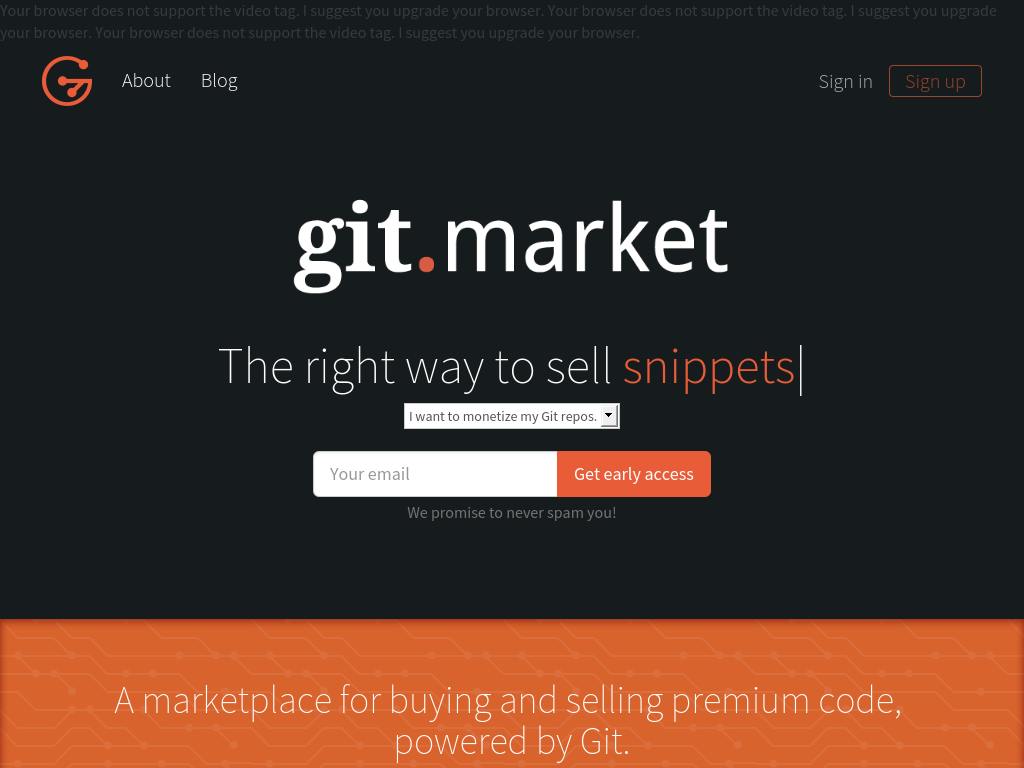 Your browser does not support the video tag. I suggest you upgrade your browser. Your browser does not support the video tag. I suggest you upgrade
your browser. Your browser does not support the video tag. I suggest you upgrade your browser.
About Blog Sign in Sign up
git.market
The right way to sell snippets|
I want to monetize my Git repos.
Your email Get early access
We promise to never spam you!
A marketplace for buying and selling premium code,
powered by Git.